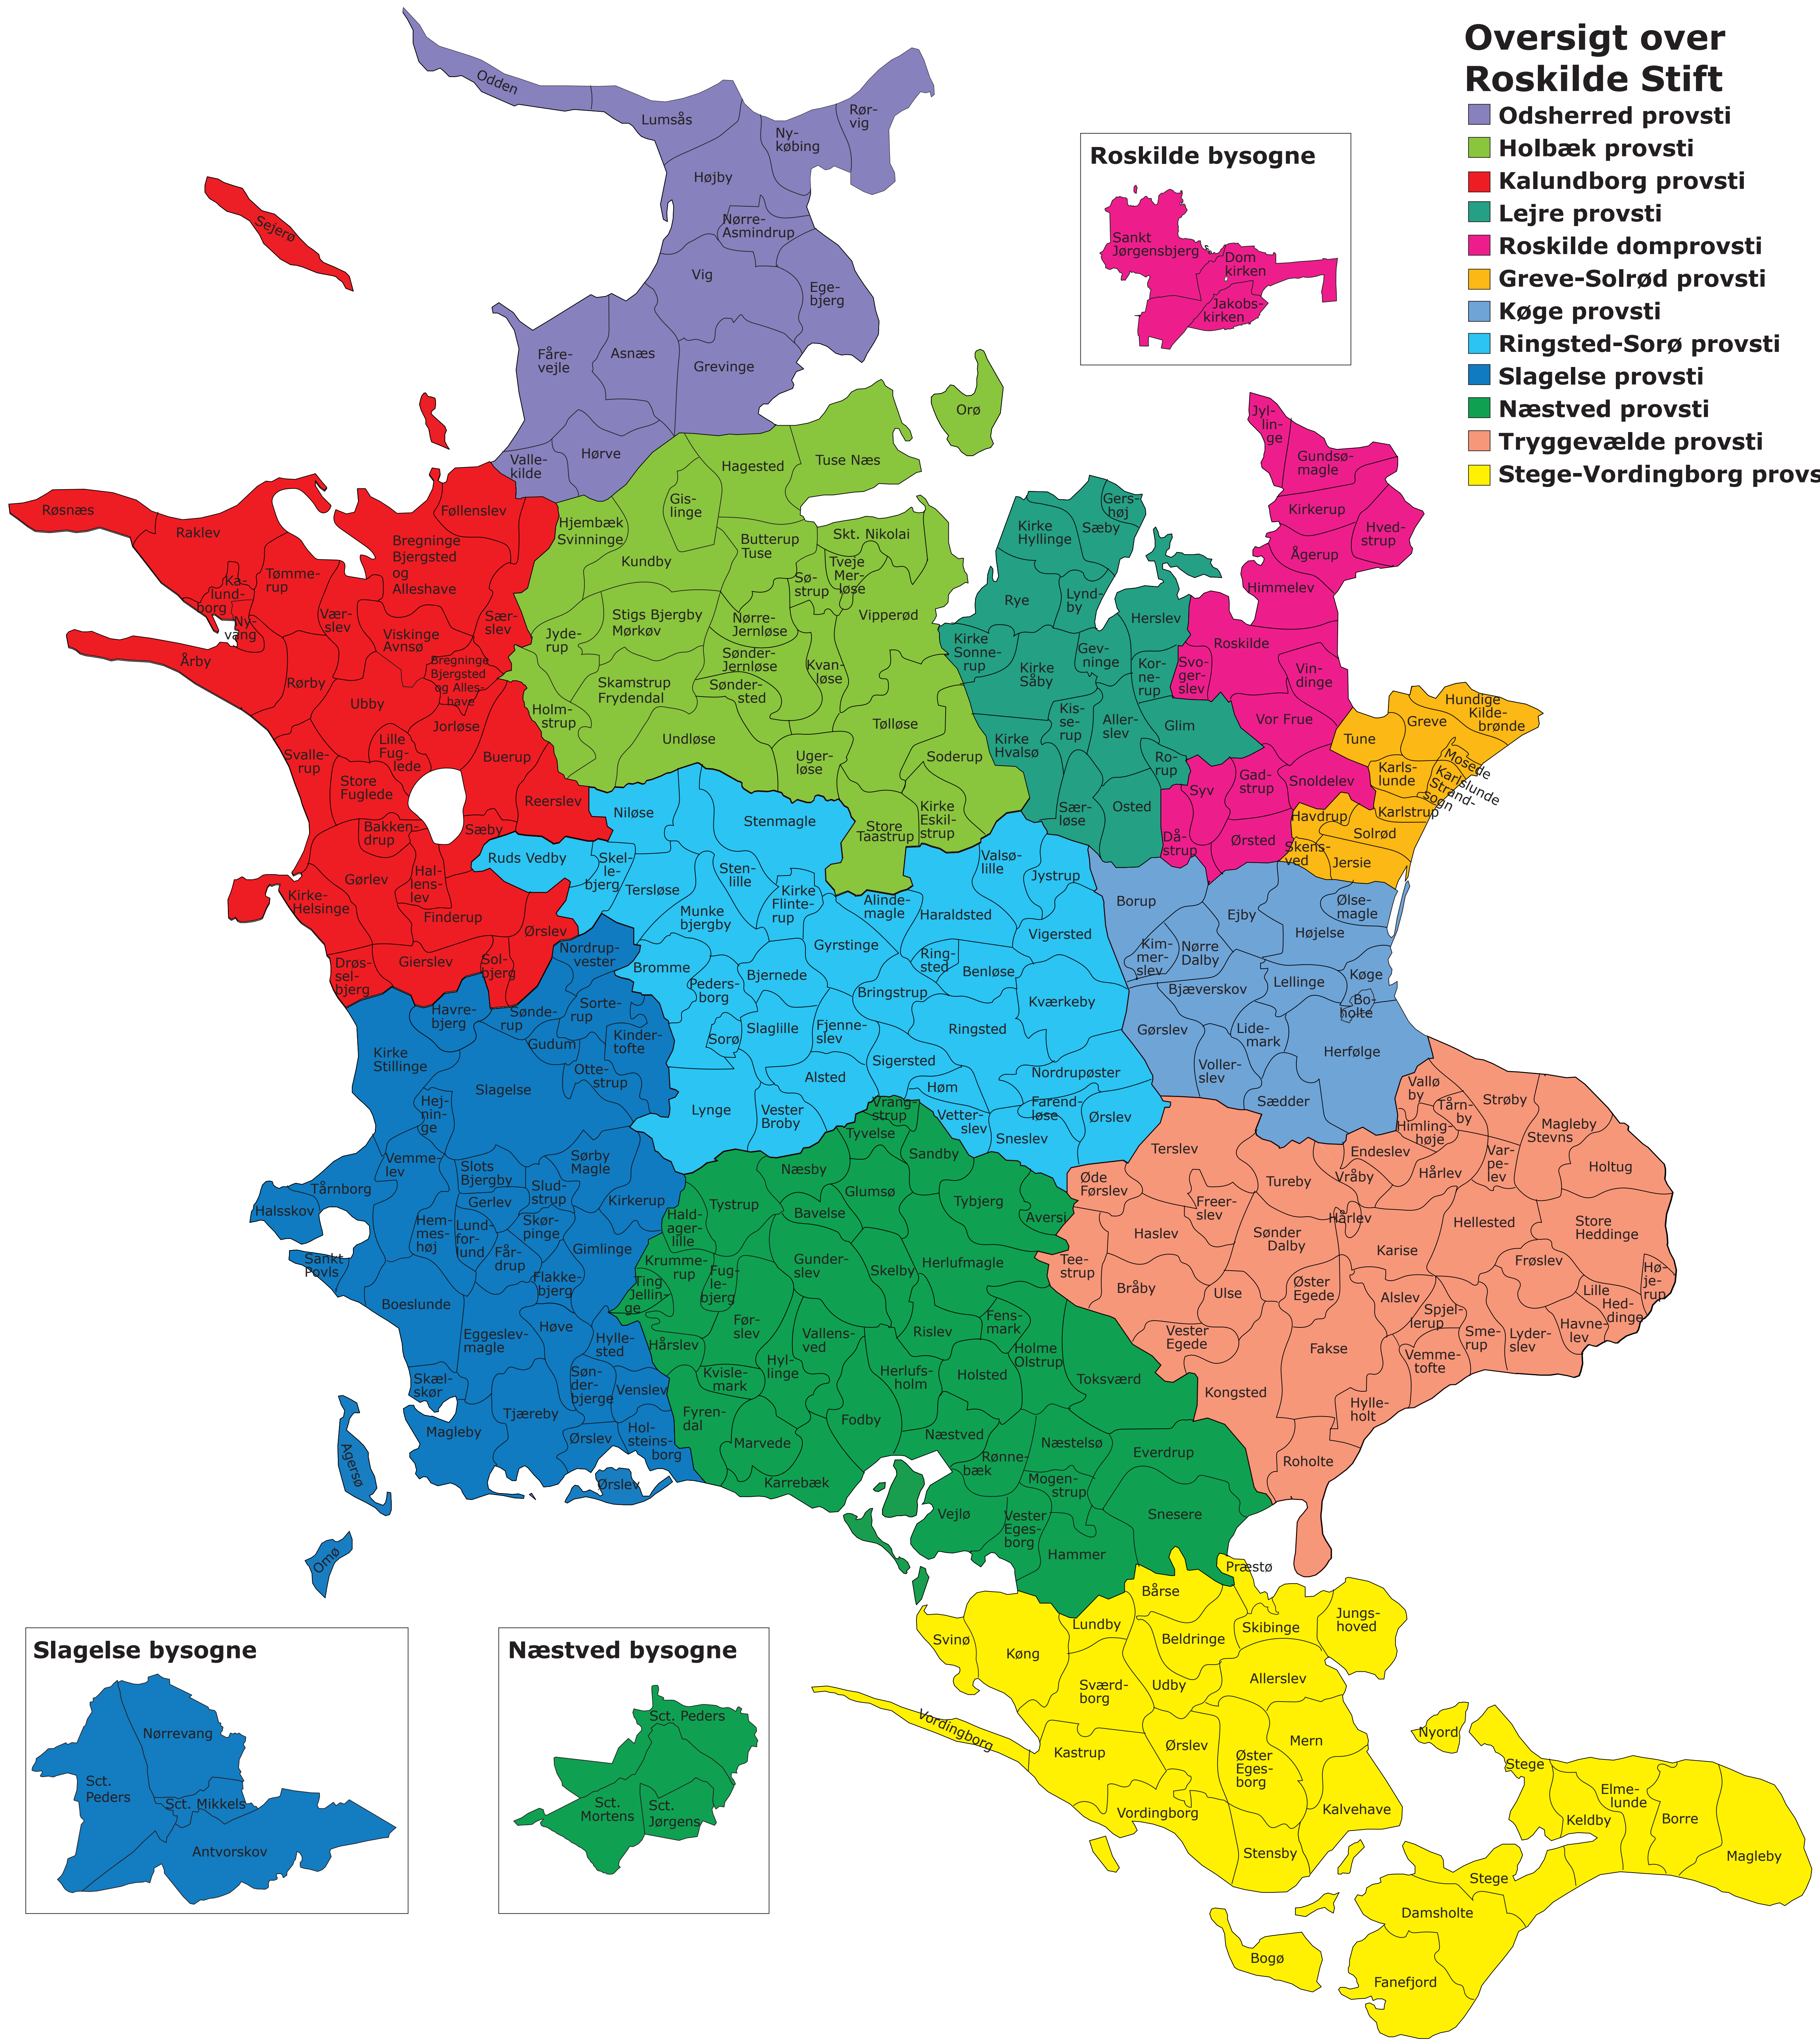 Oversigt over
Roskilde Stift
Odsherred provsti
Holbæk provsti
Kalundborg provsti
Lejre provsti
Roskilde domprovsti
Greve-Solrød provsti
Køge provsti
Ringsted-Sorø provsti
Slagelse provsti
Næstved provsti
Tryggevælde provsti
Stege-Vordingborg provs
Roskilde bysogne
Sankt
Jørgensbjerg
Dom
kirken
Jakobs-
kirken
Odden
Lumsås
Ny-
købing
Rør-
vig
Højby
Nørre-
Asmindrup
Vig
Ege-
bjerg
Fåre-
vejle
Asnæs
Grevinge
Hørve
Valle-
kilde
Sejerø
Røsnæs
Raklev
Føllenslev
Bregninge
Bjergsted
og
Alleshave
Tømme-
rup
Ka-
lund-
borg
Ny-
vang
Vær-
slev
Viskinge
Avnsø
Sær-
slev
Årby
Rørby
Bregninge
Bjergsted
og Alles-
have
Ubby
Jorløse
Svalle-
rup
Lille
Fug-
lede
Buerup
Store
Fuglede
Reerslev
Bakken-
drup
Sæby
Gørlev
Hal-
lens-
lev
Kirke-
Helsinge
Finderup
Ørslev
Drøs-
sel-
bjerg
Gierslev
Sol-
bjerg
Orø
Hagested
Tuse Næs
Gis-
linge
Hjembæk
Svinninge
Kundby
Butterup
Tuse
Skt. Nikolai
Tveje
Mer-
løse
Sø-
strup
Vipperød
Stigs Bjergby
Mørkøv
Nørre-
Jernløse
Jyde-
rup
Sønder-
Jernløse
Kvan-
løse
Skamstrup
Frydendal
Sønder-
sted
Holm-
strup
Undløse
Tølløse
Uger-
løse
Soderup
Store
Taastrup
Kirke
Eskil-
strup
Gers-
høj
Kirke
Hyllinge
Sæby
Rye
Lynd-
by
Herslev
Kirke
Sonne-
rup
Kirke
Såby
Gev-
ninge
Kor-
ne-
rup
Kis-
se-
rup
Aller-
slev
Glim
Kirke
Hvalsø
Ro-
rup
Sær-
løse
Osted
Jyl-
lin-
ge
Gundsø-
magle
Kirkerup
Hved-
strup
Ågerup
Himmelev
Roskilde
Svo-
ger-
slev
Vin-
dinge
Vor Frue
Gad-
strup
Snoldelev
Syv
Då-
strup
Ørsted
Hundige
Kilde-
brønde
Greve
Tune
Mosede
Karls-
lunde
Karlslunde
Strand-
sogn
Karlstrup
Havdrup
Solrød
Skens-
ved
Jersie
Borup
Ølse-
magle
Ejby
Højelse
Kim-
mer-
slev
Nørre
Dalby
Lellinge
Køge
Bjæverskov
Bo-
holte
Gørslev
Lide-
mark
Herfølge
Voller-
slev
Sædder
Niløse
Stenmagle
Ruds Vedby
Skel-
le-
bjerg
Tersløse
Sten-
lille
Kirke
Flinte-
rup
Munke
bjergby
Alinde-
magle
Haraldsted
Valsø-
lille
Jystrup
Vigersted
Gyrstinge
Bromme
Bjernede
Ring-
sted
Benløse
Peders-
borg
Bringstrup
Kværkeby
Sorø
Slaglille
Fjenne-
slev
Ringsted
Sigersted
Alsted
Høm
Nordrupøster
Lynge
Vester
Broby
Vetter-
slev
Farend-
løse
Ørslev
Sneslev
Nordrup-
vester
Havre-
bjerg
Sønde-
rup
Sorte-
rup
Gudum
Kinder-
tofte
Kirke
Stillinge
Slagelse
Otte-
strup
Hej-
nin-
ge
Vemme-
lev
Slots
Bjergby
Sørby
Magle
Tårnborg
Gerlev
Slud-
strup
Kirkerup
Halsskov
Hem-
mes-
høj
Lund-
for-
lund
Skør-
pinge
Gimlinge
Får-
drup
Sankt
Povls
Flakke-
bjerg
Boeslunde
Eggeslev-
magle
Høve
Hylle-
sted
Skæl-
skør
Søn-
der-
bjerge
Venslev
Magleby
Tjæreby
Ørslev
Hol-
steins-
borg
Ørslev
Agersø
Omø
Vrang-
strup
Tyvelse
Sandby
Næsby
Glumsø
Tybjerg
Aversi
Tystrup
Bavelse
Hald-
ager-
lille
Krumme-
rup
Fug-
le-
bjerg
Gunder-
slev
Skelby
Herlufmagle
Ting
Jellin-
ge
Før-
slev
Vallens-
ved
Rislev
Fens-
mark
Hårslev
Holme
Olstrup
Hyl-
linge
Kvisle-
mark
Herlufs-
holm
Holsted
Toksværd
Fyren-
dal
Marvede
Fodby
Næstved
Næstelsø
Everdrup
Rønne-
bæk
Karrebæk
Mogen-
strup
Vejlø
Vester
Eges-
borg
Snesere
Hammer
Vallø
by
Tårn-
by
Strøby
Himling-
høje
Magleby
Stevns
Terslev
Endeslev
Hårlev
Var-
pe-
lev
Holtug
Øde
Førslev
Tureby
Vråby
Freer-
slev
Hårlev
Hellested
Store
Heddinge
Haslev
Sønder
Dalby
Karise
Frøslev
Tee-
strup
Bråby
Ulse
Øster
Egede
Alslev
Hø-
je-
rup
Lille
Hed-
dinge
Spjel-
lerup
Havne-
lev
Vester
Egede
Fakse
Sme-
rup
Lyder-
slev
Vemme-
tofte
Kongsted
Hylle-
holt
Roholte
Præstø
Bårse
Lundby
Jungs-
hoved
Svinø
Køng
Beldringe
Skibinge
Sværd-
borg
Udby
Allerslev
Vordingborg
Kastrup
Ørslev
Øster
Eges-
borg
Mern
Vordingborg
Kalvehave
Stensby
Nyord
Stege
Elme-
lunde
Keldby
Borre
Magleby
Stege
Damsholte
Bogø
Fanefjord
Slagelse bysogne
Nørrevang
Sct.
Peders
Sct. Mikkels
Antvorskov
Næstved bysogne
Sct. Peders
Sct.
Mortens
Sct.
Jørgens